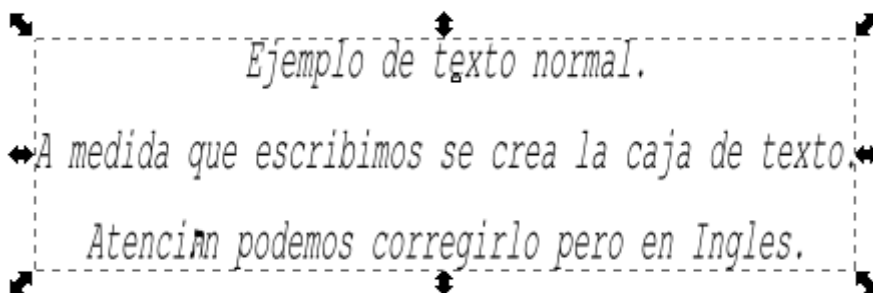 Ejemplo de texto normal.
A medida que escribimos se crea la caja de texto.
podemos corregirlo pero en Ingles.